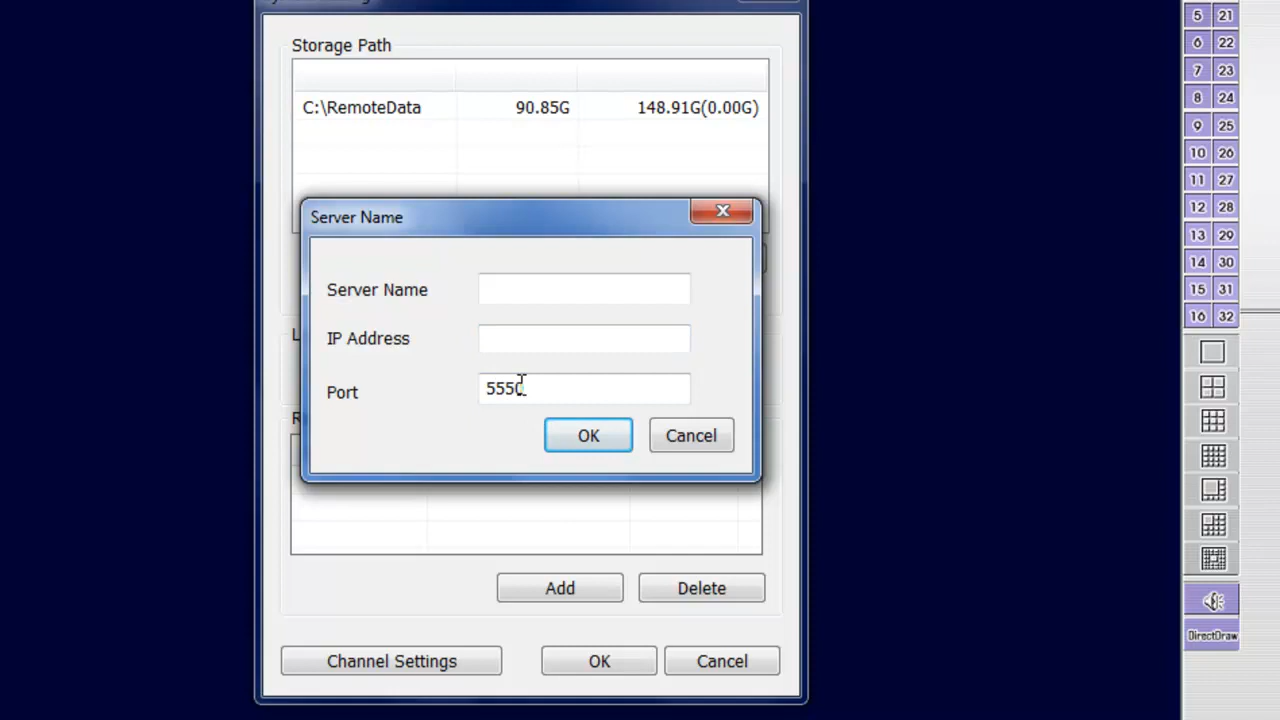 Storage Path
C:\RemoteData 90.85G 148.91G(0.00G)
Server Name
Server Name
IP Address
Port 5550
OK Cancel
Add Delete
Channel Settings OK Cancel
5 21
6 22
7 23
8 24
9 25
10 26
11 27
12 28
13 29
14 30
15 31
16 32
DirectDraw